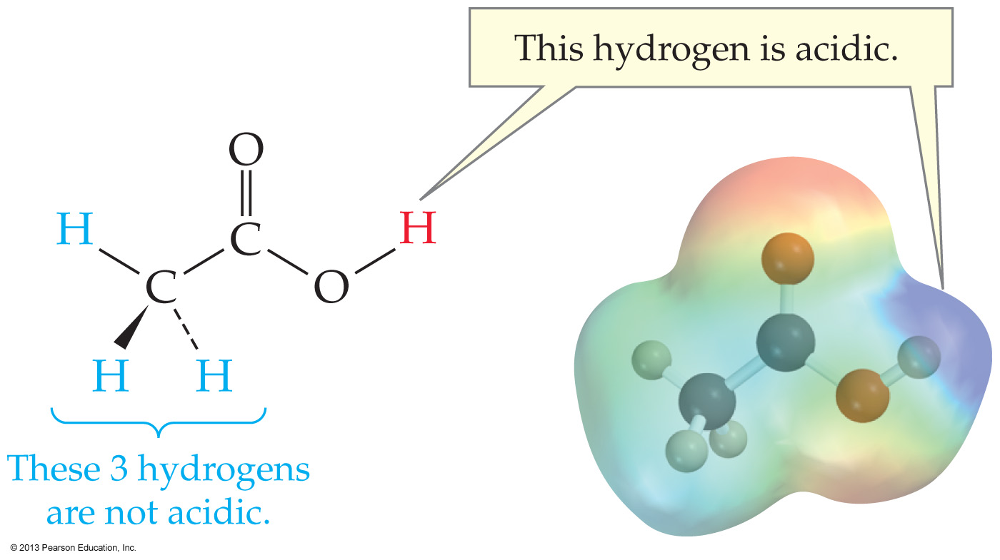 This hydrogen is acidic.
O
H
C
H
C
O
H
H
These 3 hydrogens
are not acidic.
© 2013 Pearson Education, Inc.